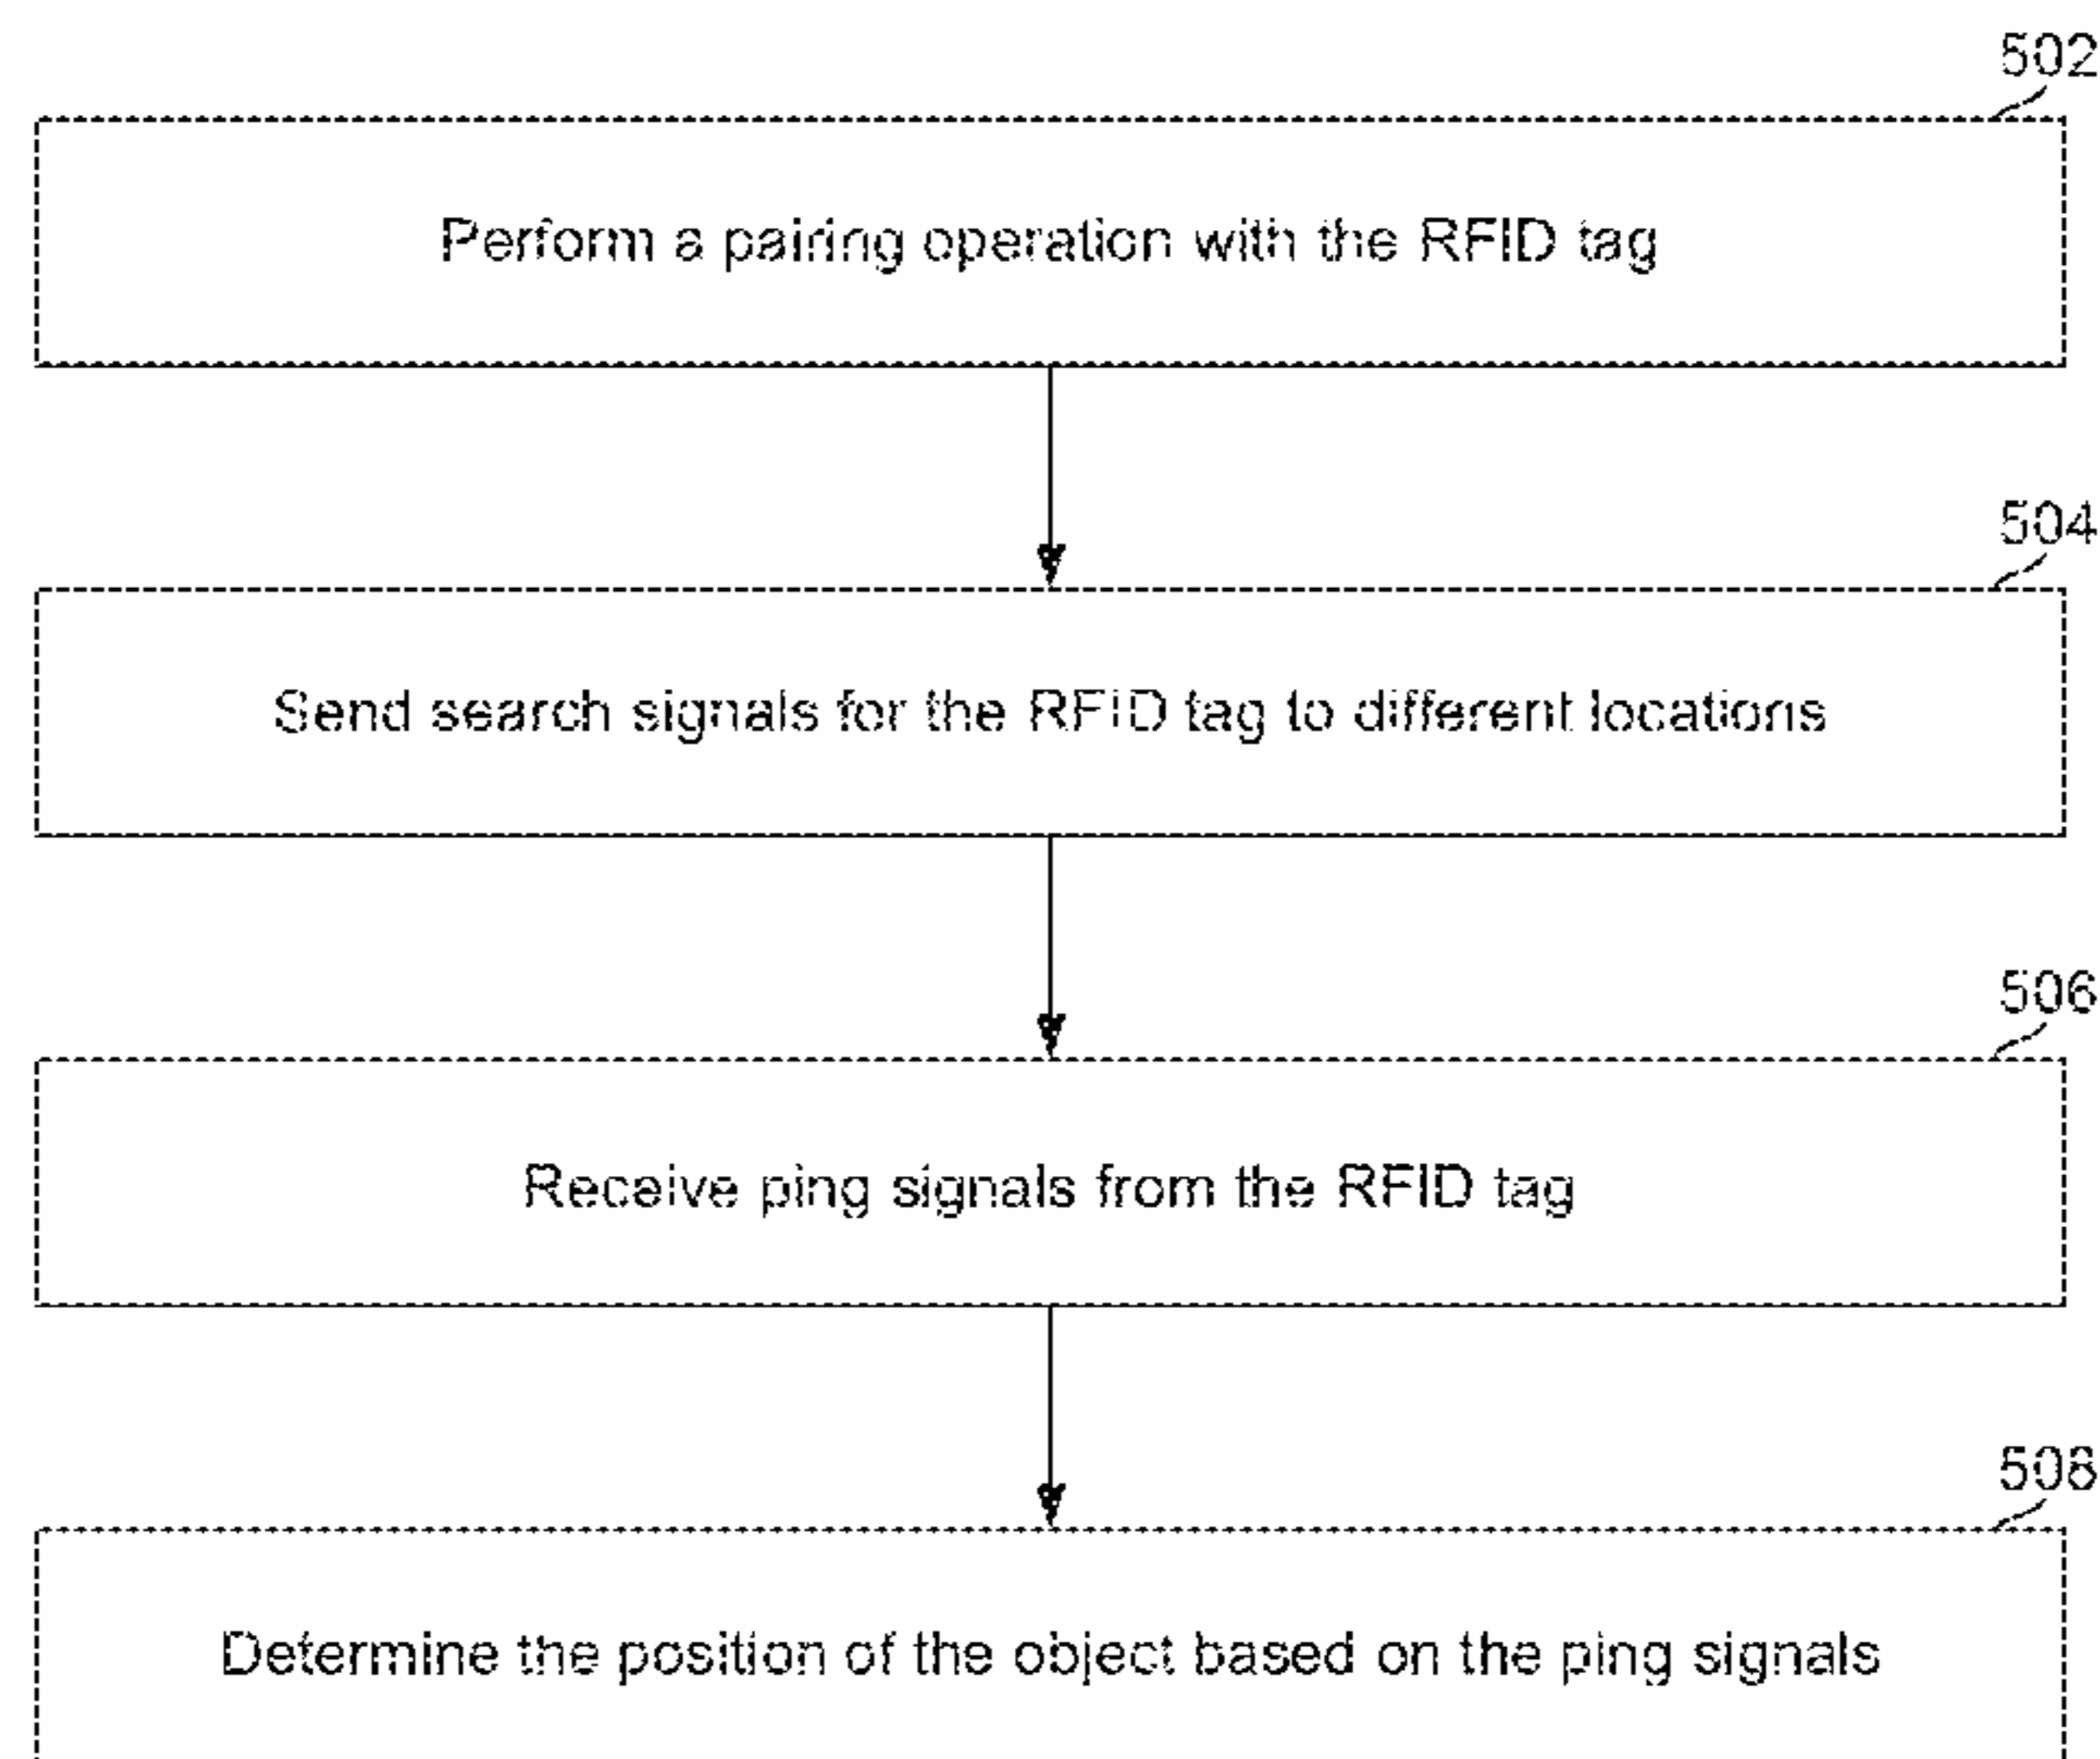 502
Perform a pairing operation with the RFID tag
504
Send search signals for the RFID tag to different locations
506
Receive ping signals from the RFID tag
508
Determine the position of the object based on the ping signals